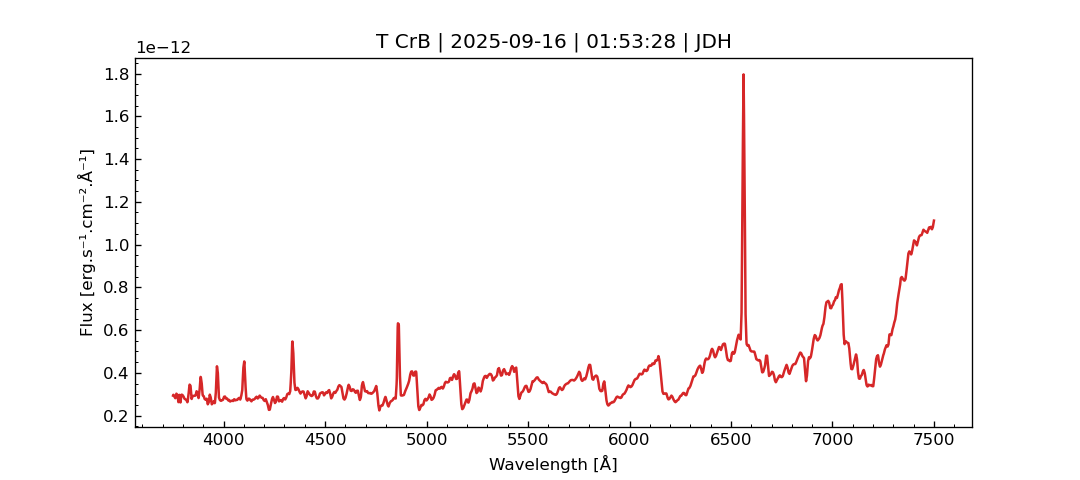 T CrB | 2025-09-16 | 01:53:28 | JDH
1e−12
1.8
1.6
1.4
1.2
1.0
0.8
0.6
0.4
0.2
Flux [erg.s⁻¹.cm⁻².Å⁻¹]
4000 4500 5000 5500 6000 6500 7000 7500
Wavelength [Å]